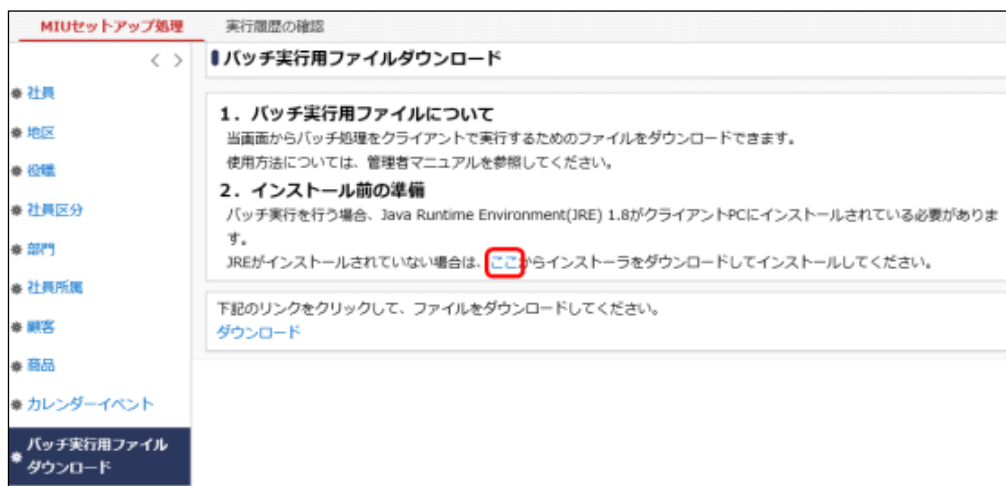 MIUセットアップ処理
実行履歴の確認
< >
社員
地区
役職
社員区分
部門
社員所属
顧客
商品
カレンダーイベント
バッチ実行用ファイル
ダウンロード
バッチ実行用ファイルダウンロード
1．バッチ実行用ファイルについて
当画面からバッチ処理をクライアントで実行するためのファイルをダウンロードできます。
使用方法については、管理者マニュアルを参照してください。
2．インストール前の準備
バッチ実行を行う場合、Java Runtime Environment(JRE) 1.8がクライアントPCにインストールされている必要がありま
す。
JREがインストールされていない場合は、ここからインストーラをダウンロードしてインストールしてください。
下記のリンクをクリックして、ファイルをダウンロードしてください。
ダウンロード